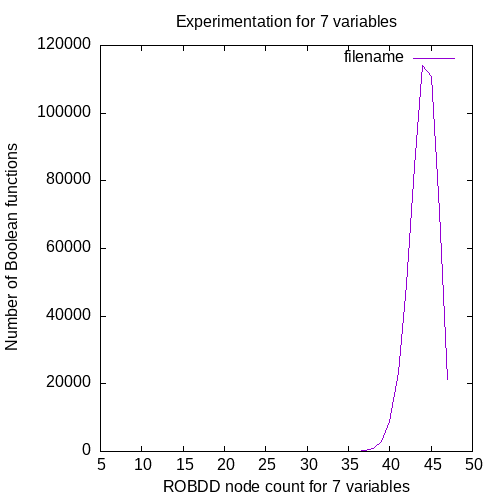 Experimentation for 7 variables
filename
120000
100000
80000
60000
40000
20000
0
Number of Boolean functions
5 10 15 20 25 30 35 40 45 50
ROBDD node count for 7 variables